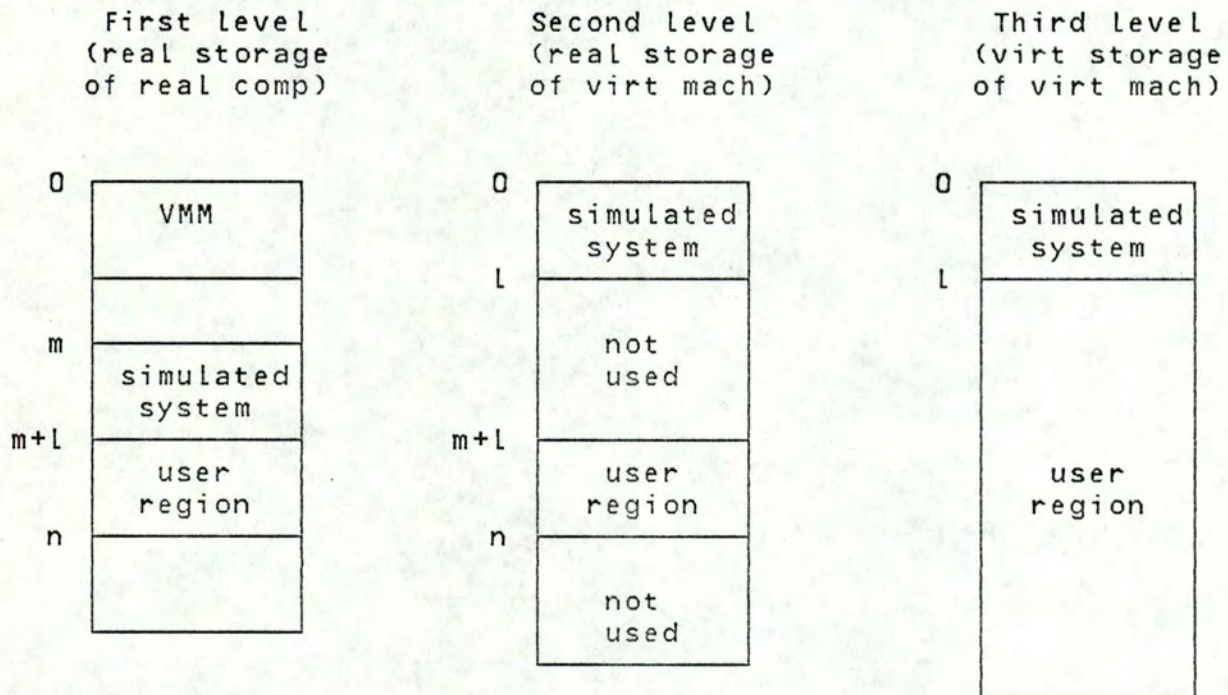 First level
(real storage
of real comp)
0
VMM
m
simulated
system
m+l
user
region
n
Second level
(real storage
of virt mach)
0
simulated
system
l
not
used
m+l
user
region
n
not
used
Third level
(virt storage
of virt mach)
0
simulated
system
l
user
region